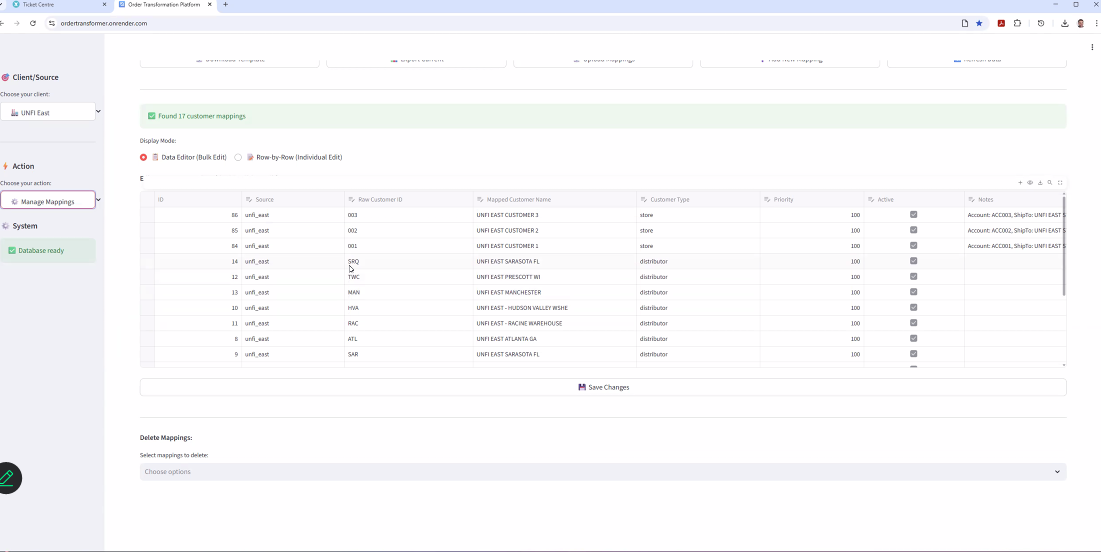 Ticket Centre
Order Transformation Platform
ordertransformer.onrender.com
Client/Source
Choose your client:
UNFI East
Action
Choose your action:
Manage Mappings
System
Database ready
Found 17 customer mappings
Display Mode:
Data Editor (Bulk Edit) Row-by-Row (Individual Edit)
E
ID Source Raw Customer ID Mapped Customer Name Customer Type Priority Active Notes
86 unfi_east 003 UNFI EAST CUSTOMER 3 store 100 Account: ACC003, ShipTo: UNFI EAST S
85 unfi_east 002 UNFI EAST CUSTOMER 2 store 100 Account: ACC002, ShipTo: UNFI EAST S
84 unfi_east 001 UNFI EAST CUSTOMER 1 store 100 Account: ACC001, ShipTo: UNFI EAST S
14 unfi_east SRQ UNFI EAST SARASOTA FL distributor 100
12 unfi_east TWC UNFI EAST PRESCOTT WI distributor 100
13 unfi_east MAN UNFI EAST MANCHESTER distributor 100
10 unfi_east HVA UNFI EAST - HUDSON VALLEY WSHE distributor 100
11 unfi_east RAC UNFI EAST - RACINE WAREHOUSE distributor 100
8 unfi_east ATL UNFI EAST ATLANTA GA distributor 100
9 unfi_east SAR UNFI EAST SARASOTA FL distributor 100
Save Changes
Delete Mappings:
Select mappings to delete:
Choose options